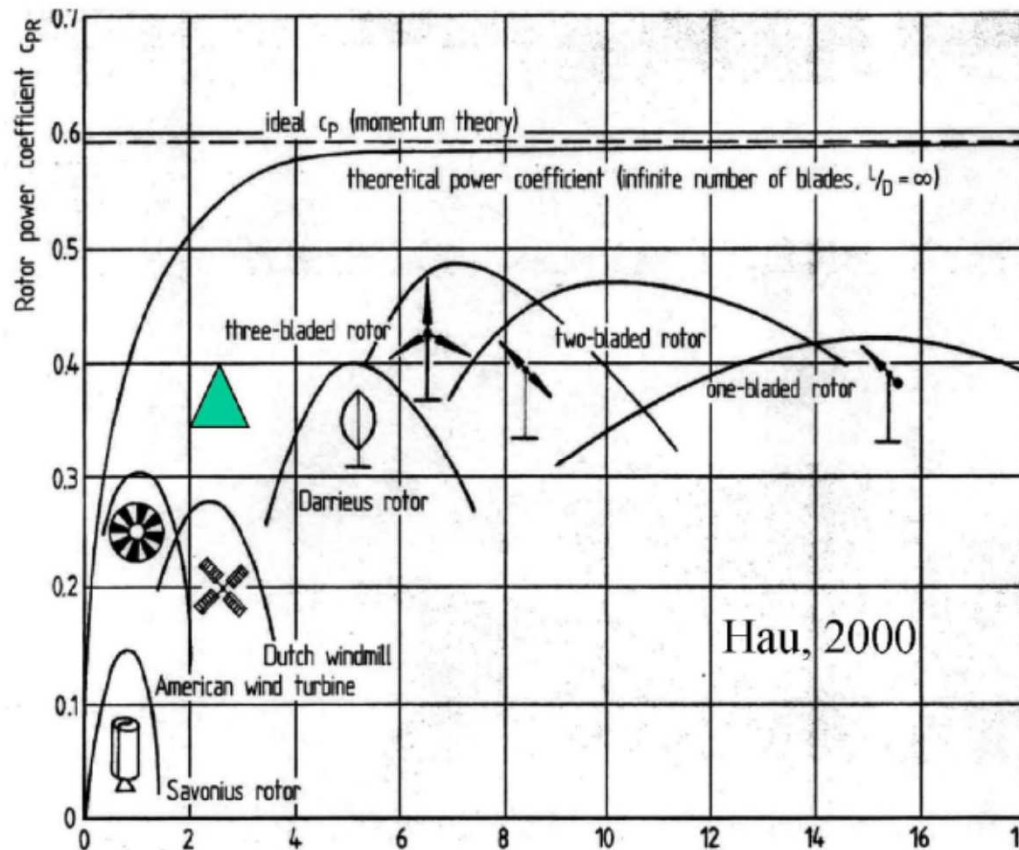 0.7
Rotor power coefficient cPR
ideal cp (momentum theory)
0.6
theoretical power coefficient (infinite number of blades, L/D = ∞)
0.5
three-bladed rotor
two-bladed rotor
0.4
one-bladed rotor
0.3
Darrieus rotor
0.2
Hau, 2000
Dutch windmill
American wind turbine
0.1
Savonius rotor
0
0 2 4 6 8 10 12 14 16